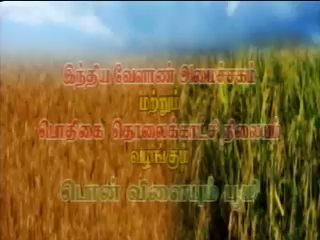 இந்திய வேளாண் அமைச்சகம்
மற்றும்
பொதிகை தொலைக்காட்சி நிலையம்
வழங்கும்
பொன் விளையும் பூமி